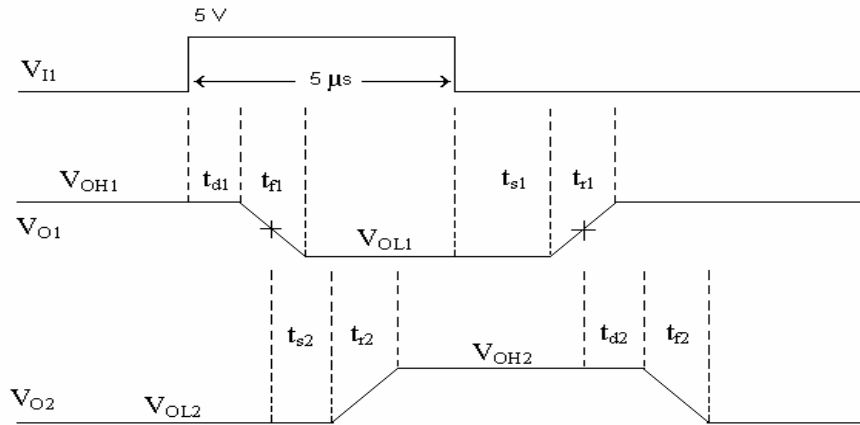 5 V
V_I1
5 μs
V_OH1
t_d1
t_f1
t_s1
t_r1
V_O1
V_OL1
t_s2
t_r2
V_OH2
t_d2
t_f2
V_O2
V_OL2